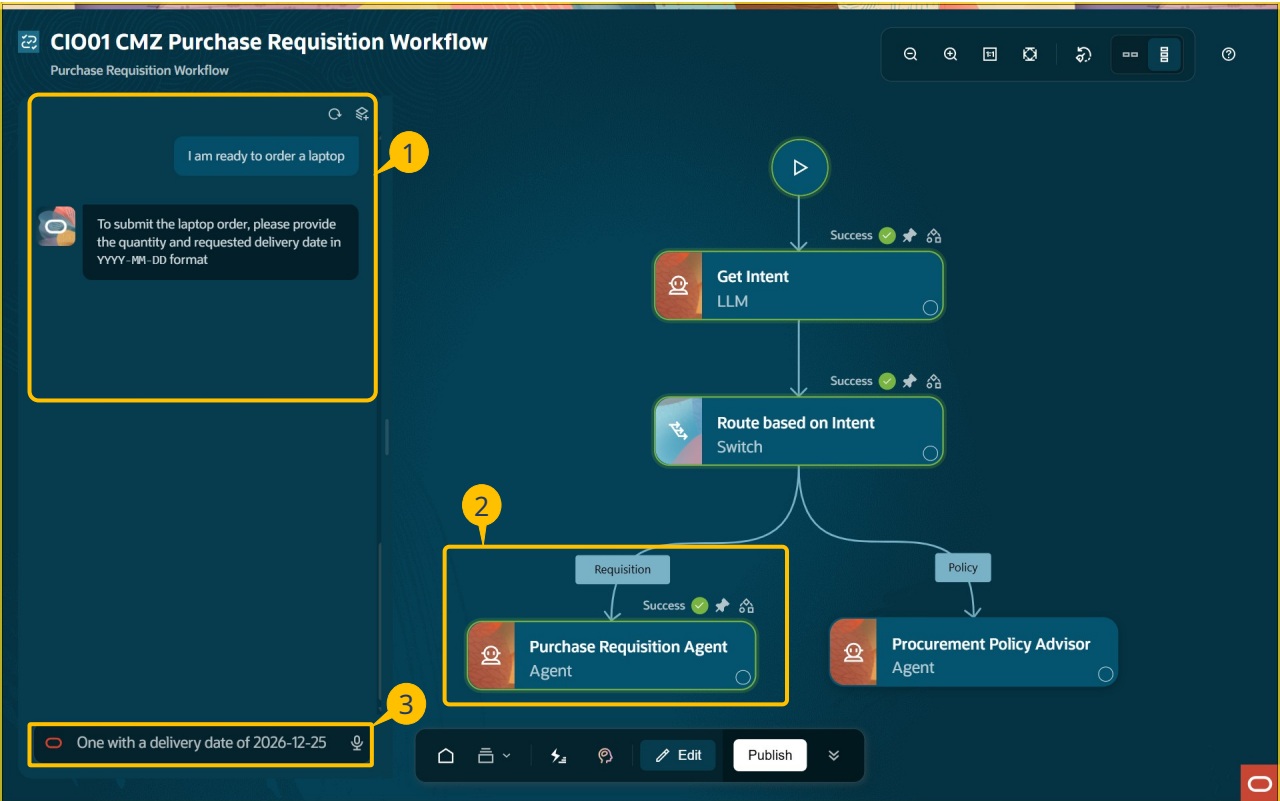 CIO01 CMZ Purchase Requisition Workflow
Purchase Requisition Workflow
1:1
I am ready to order a laptop
1
To submit the laptop order, please provide
the quantity and requested delivery date in
YYYY-MM-DD format
Success
Get Intent
LLM
Success
Route based on Intent
Switch
2
Requisition
Policy
Success
Purchase Requisition Agent
Agent
Procurement Policy Advisor
Agent
3
One with a delivery date of 2026-12-25
Edit
Publish